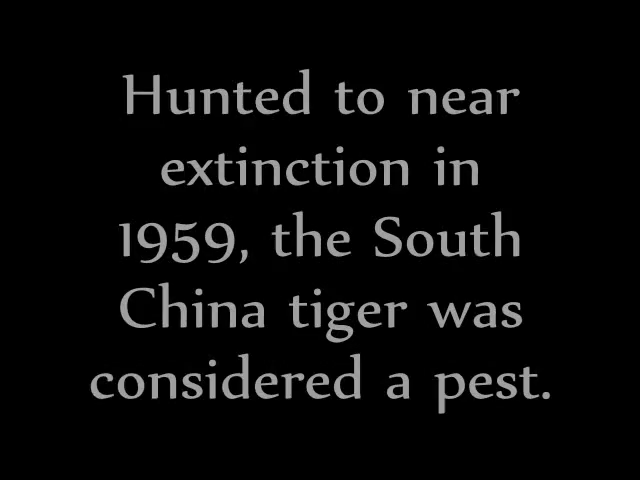 Hunted to near
extinction in
1959, the South
China tiger was
considered a pest.